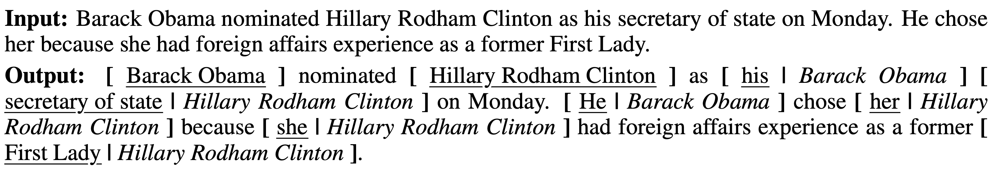 Input: Barack Obama nominated Hillary Rodham Clinton as his secretary of state on Monday. He chose
her because she had foreign affairs experience as a former First Lady.
Output: [ Barack Obama ] nominated [ Hillary Rodham Clinton ] as [ his | Barack Obama ] [
secretary of state | Hillary Rodham Clinton ] on Monday. [ He | Barack Obama ] chose [ her | Hillary
Rodham Clinton ] because [ she | Hillary Rodham Clinton ] had foreign affairs experience as a former [
First Lady | Hillary Rodham Clinton ].